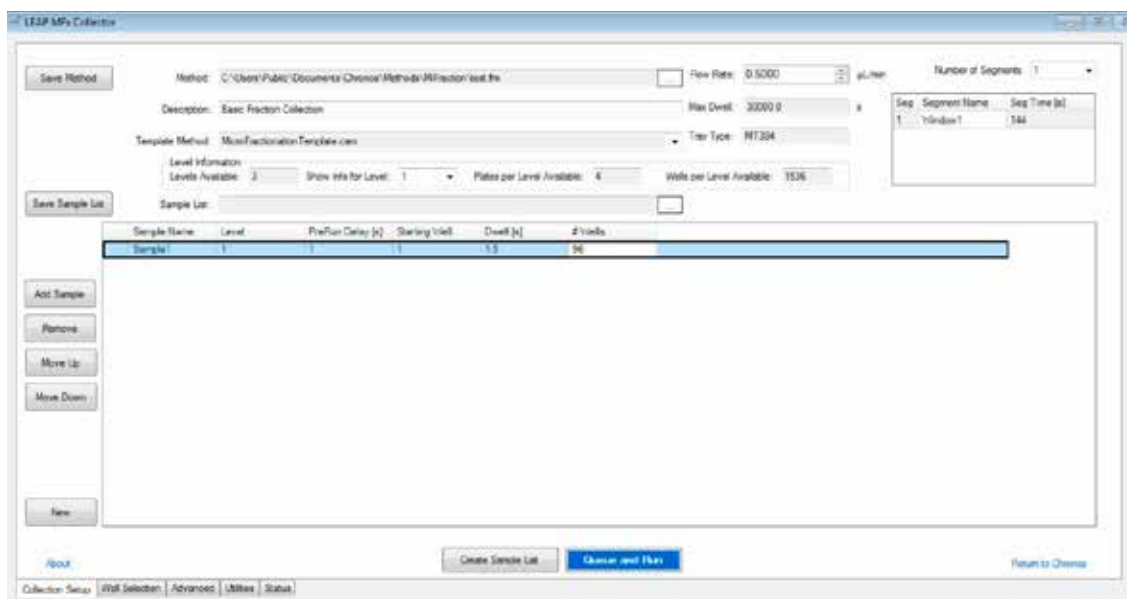 LEAP MFx Collector
Save Method
Method: C:\Users\Public\Documents\Chronos\Methods\MiFraction\test.fra
...
Flow Rate: 0.5000 µL/min
Number of Segments: 1
Description: Basic Fraction Collection
Max Dwell: 30000.0 s
Seg Segment Name Seg Time [s]
1 Window1 144
Template Method: MicroFractionation Template.cam
Tray Type: MT384
Level Information
Levels Available: 3 Show info for Level: 1 Plates per Level Available: 4 Wells per Level Available: 1536
Save Sample List
Sample List:
...
Sample Name Level PreRun Delay [s] Starting Well Dwell [s] # Wells
Sample1 1 1 1 1.5 96
Add Sample
Remove
Move Up
Move Down
New
About
Create Sample List
Queue and Run
Return to Chronos
Collection Setup Well Selection Advanced Utilities Status